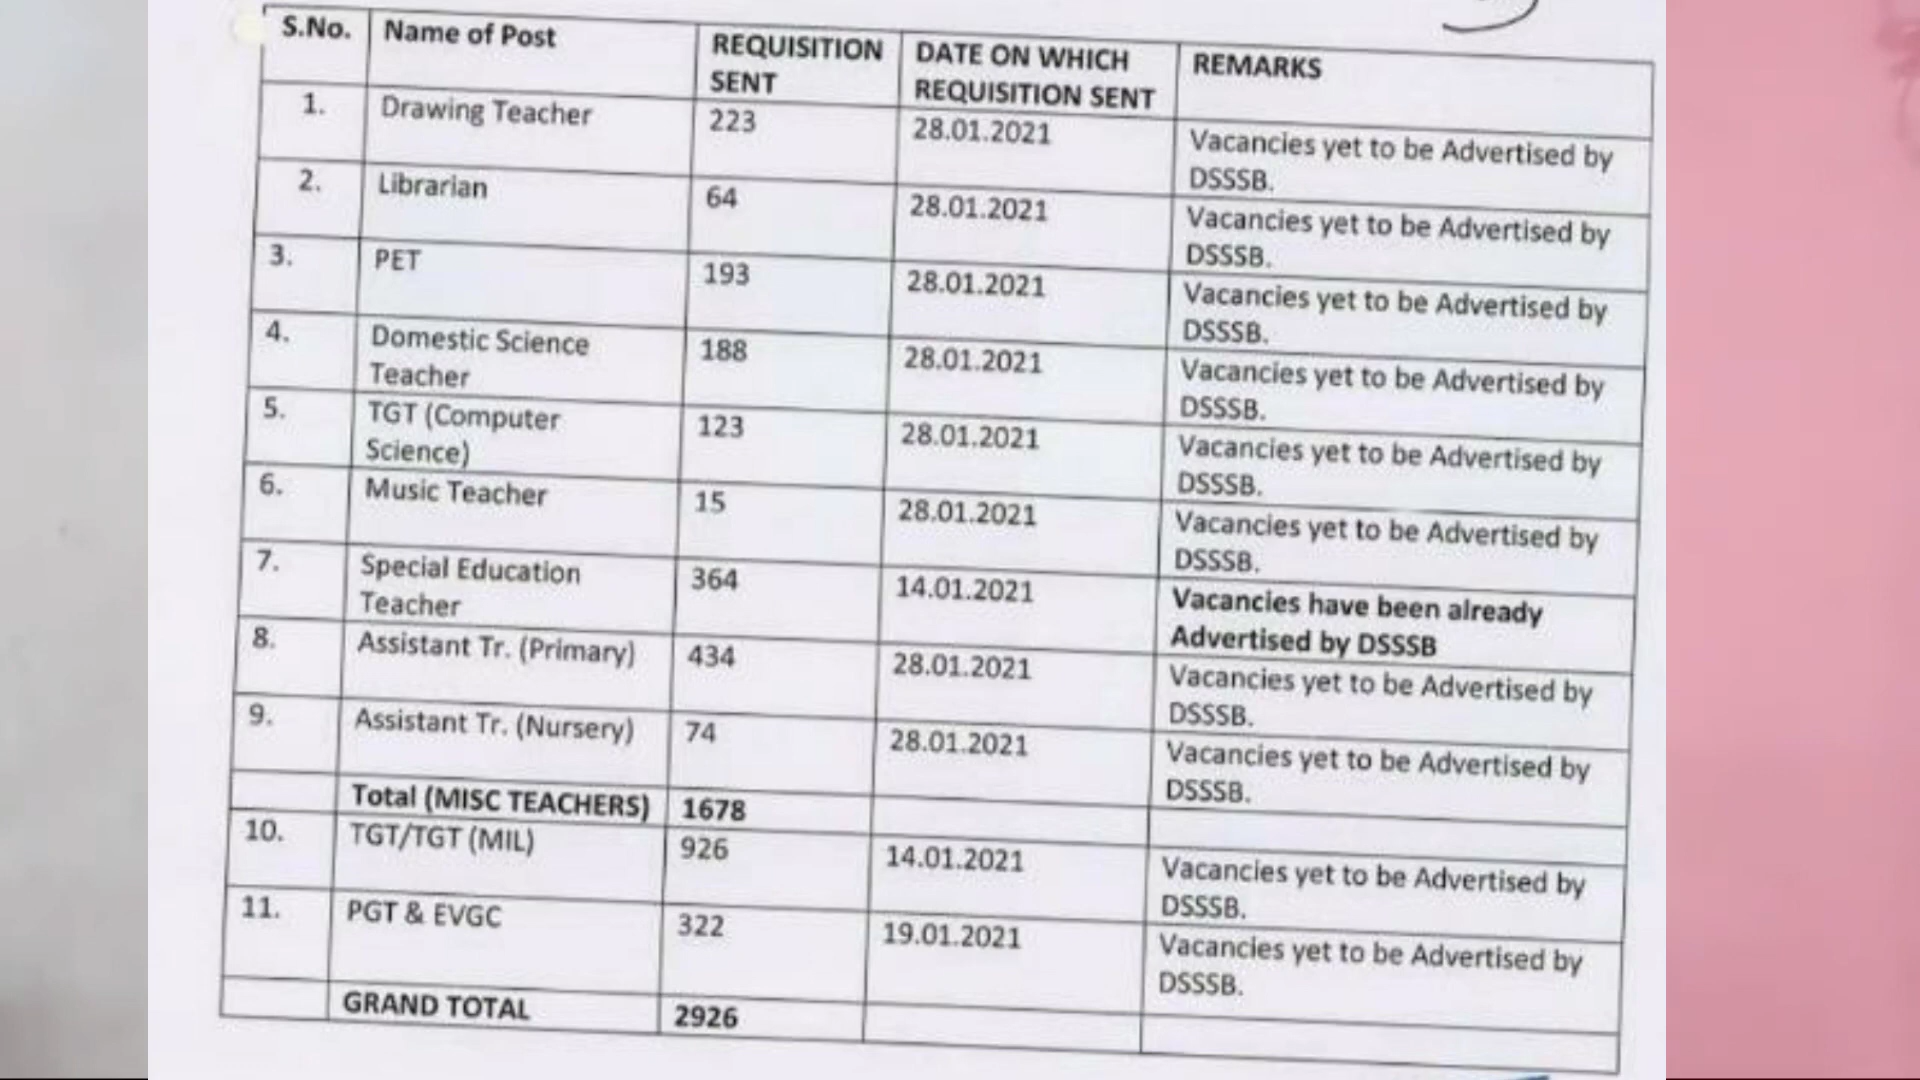 S.No. Name of Post REQUISITION SENT DATE ON WHICH REQUISITION SENT REMARKS
1. Drawing Teacher 223 28.01.2021 Vacancies yet to be Advertised by DSSSB.
2. Librarian 64 28.01.2021 Vacancies yet to be Advertised by DSSSB.
3. PET 193 28.01.2021 Vacancies yet to be Advertised by DSSSB.
4. Domestic Science Teacher 188 28.01.2021 Vacancies yet to be Advertised by DSSSB.
5. TGT (Computer Science) 123 28.01.2021 Vacancies yet to be Advertised by DSSSB.
6. Music Teacher 15 28.01.2021 Vacancies yet to be Advertised by DSSSB.
7. Special Education Teacher 364 14.01.2021 Vacancies have been already Advertised by DSSSB
8. Assistant Tr. (Primary) 434 28.01.2021 Vacancies yet to be Advertised by DSSSB.
9. Assistant Tr. (Nursery) 74 28.01.2021 Vacancies yet to be Advertised by DSSSB.
Total (MISC TEACHERS) 1678
10. TGT/TGT (MIL) 926 14.01.2021 Vacancies yet to be Advertised by DSSSB.
11. PGT & EVGC 322 19.01.2021 Vacancies yet to be Advertised by DSSSB.
GRAND TOTAL 2926